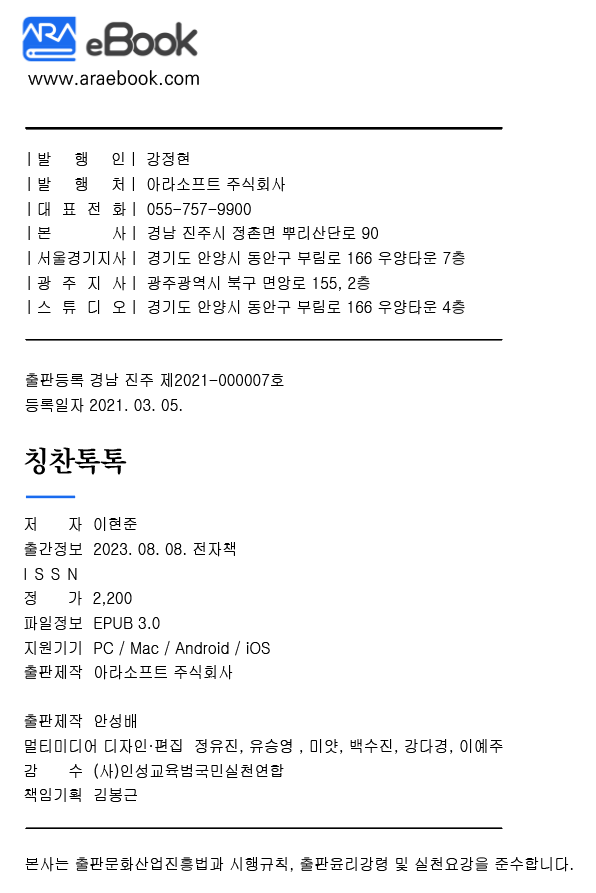 ARA eBook
www.araebook.com
| 발 행 인 | 강정현
| 발 행 처 | 아라소프트 주식회사
| 대 표 전 화 | 055-757-9900
| 본 사 | 경남 진주시 정촌면 뿌리산단로 90
| 서울경기지사 | 경기도 안양시 동안구 부림로 166 우양타운 7층
| 광 주 지 사 | 광주광역시 북구 면앙로 155, 2층
| 스 튜 디 오 | 경기도 안양시 동안구 부림로 166 우양타운 4층
출판등록 경남 진주 제2021-000007호
등록일자 2021. 03. 05.
칭찬톡톡
저 자 이현준
출간정보 2023. 08. 08. 전자책
I S S N
정 가 2,200
파일정보 EPUB 3.0
지원기기 PC / Mac / Android / iOS
출판제작 아라소프트 주식회사
출판제작 안성배
멀티미디어 디자인·편집 정유진, 유승영 , 미얏, 백수진, 강다경, 이예주
감 수 (사)인성교육범국민실천연합
책임기획 김봉근
본사는 출판문화산업진흥법과 시행규칙, 출판윤리강령 및 실천요강을 준수합니다.